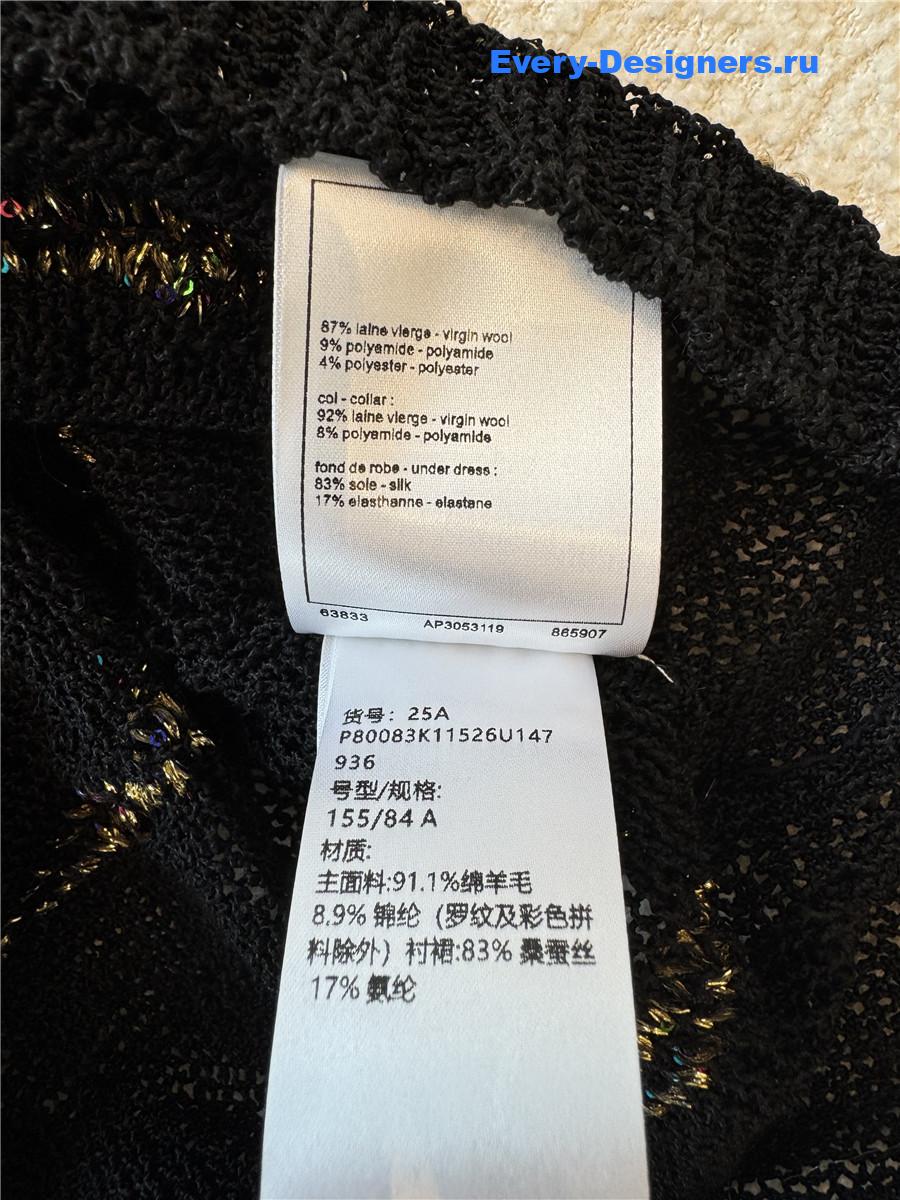 Every-Designers.ru
87% laine vierge - virgin wool
9% polyamide - polyamide
4% polyester - polyester
col - collar :
92% laine vierge - virgin wool
8% polyamide - polyamide
fond de robe - under dress :
83% soie - silk
17% elasthanne - elastane
63833 AP3053119 865907
货号: 25A
P80083K11526U147
936
号型/规格:
155/84 A
材质:
主面料:91.1%绵羊毛
8.9% 锦纶（罗纹及彩色拼
料除外）衬裙:83% 桑蚕丝
17% 氨纶